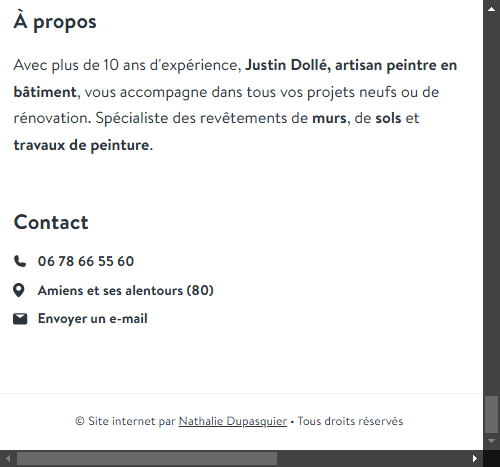 À propos
Avec plus de 10 ans d'expérience, Justin Dollé, artisan peintre en
bâtiment, vous accompagne dans tous vos projets neufs ou de
rénovation. Spécialiste des revêtements de murs, de sols et
travaux de peinture.
Contact
06 78 66 55 60
Amiens et ses alentours (80)
Envoyer un e-mail
© Site internet par Nathalie Dupasquier • Tous droits réservés